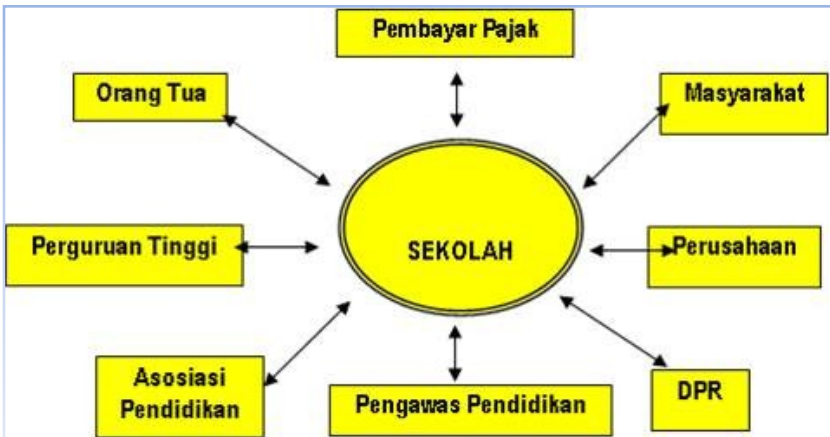 Pembayar Pajak
Orang Tua
Masyarakat
Perguruan Tinggi
SEKOLAH
Perusahaan
Asosiasi
Pendidikan
Pengawas Pendidikan
DPR